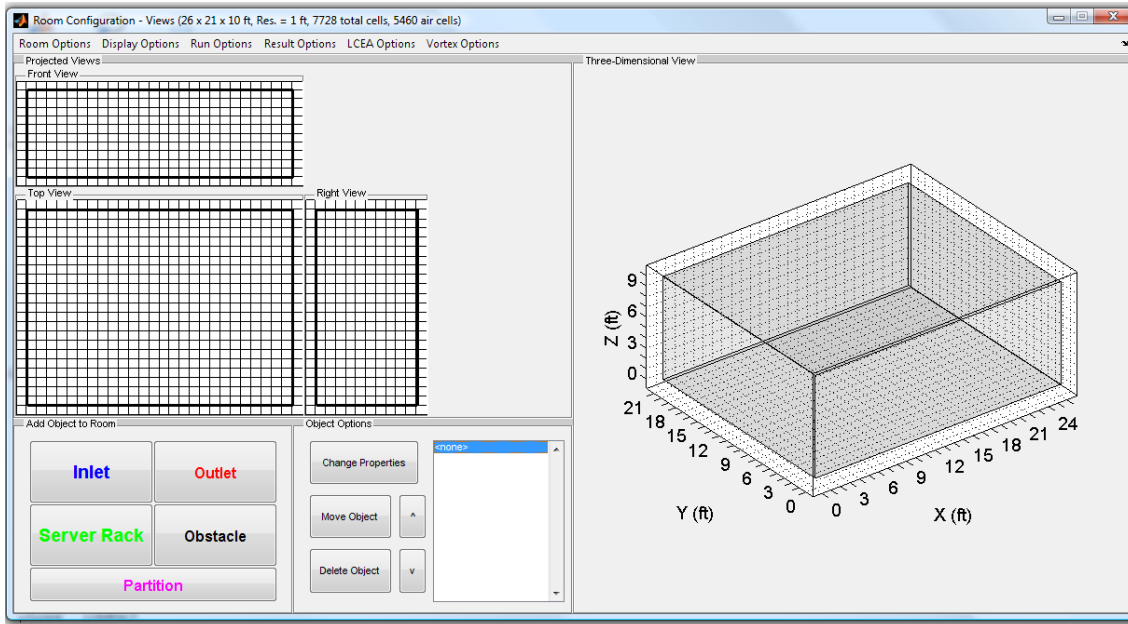 Room Configuration - Views (26 x 21 x 10 ft, Res. = 1 ft, 7728 total cells, 5460 air cells)
Room Options Display Options Run Options Result Options LCEA Options Vortex Options
Projected Views
Front View
Top View
Right View
Three-Dimensional View
9
6
3
0
Z (ft)
21
18
15
12
9
6
3
0
Y (ft)
0
3
6
9
12
15
18
21
24
X (ft)
Add Object to Room
Inlet
Outlet
Server Rack
Obstacle
Partition
Object Options
Change Properties
Move Object
^
Delete Object
v
<none>